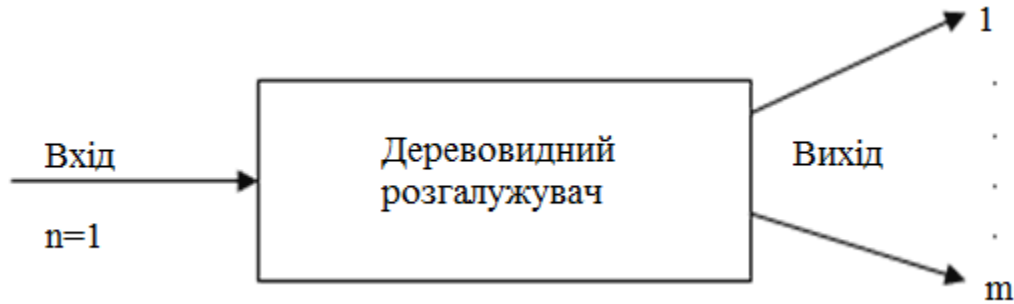 1
Вхід
Деревовидний
розгалужувач
Вихід
n=1
m